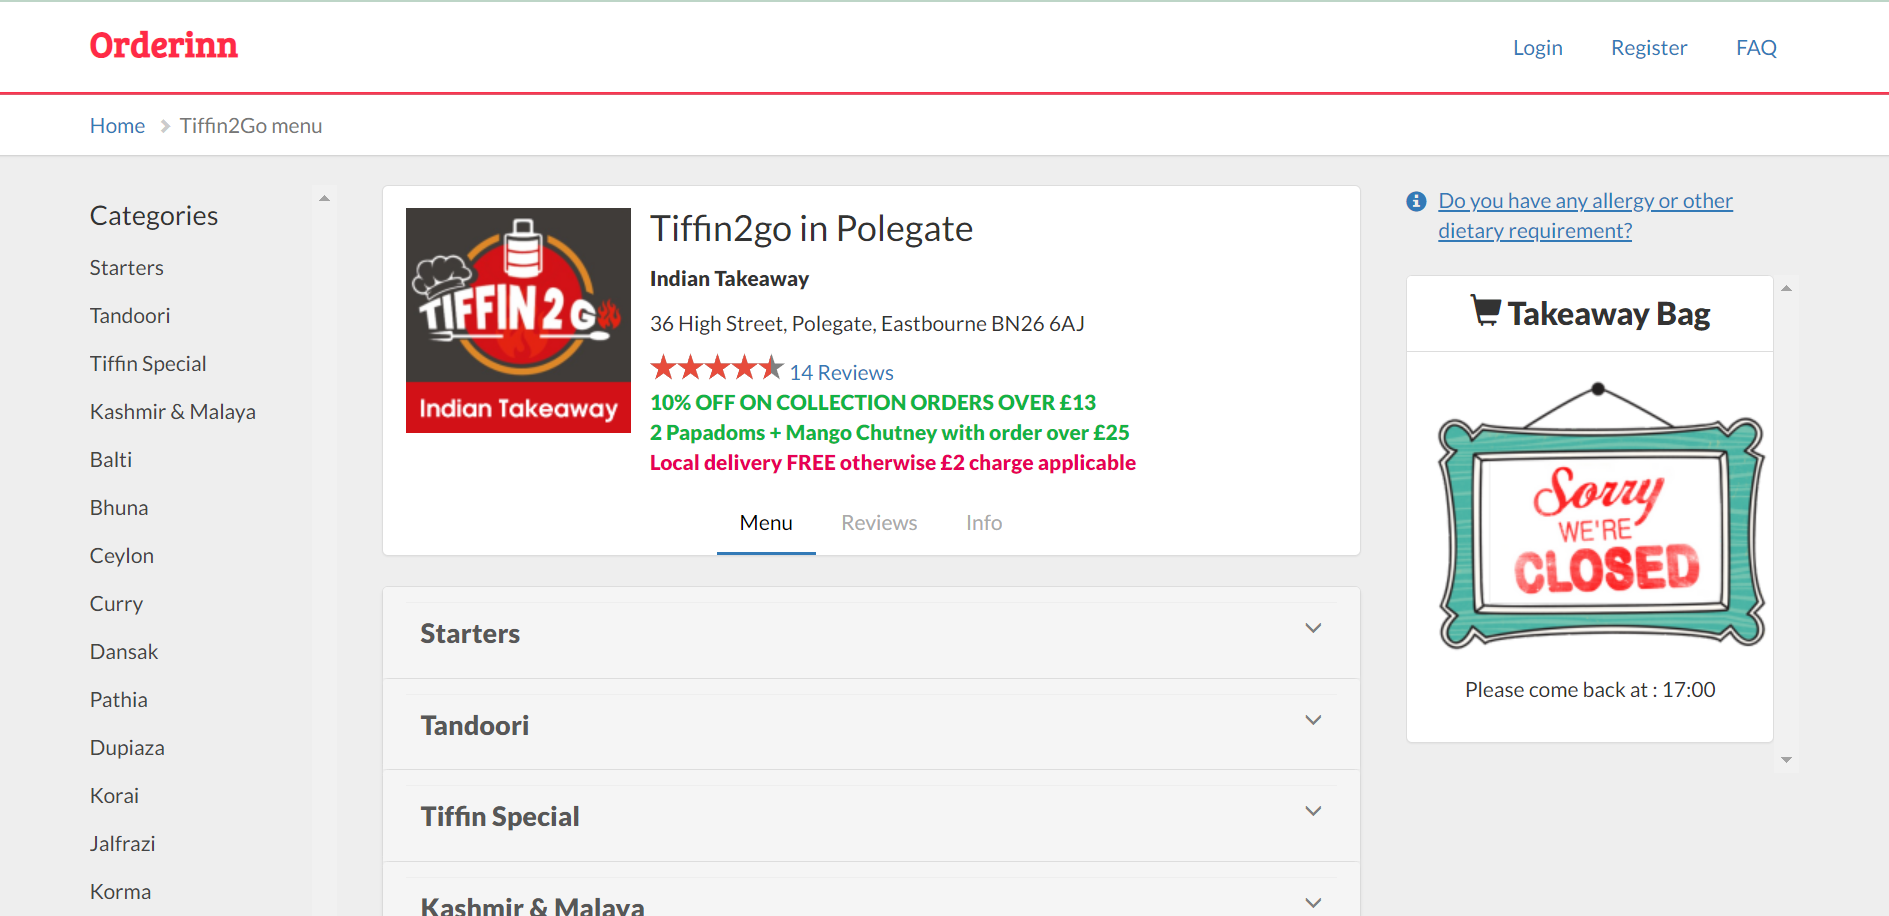 Orderinn
Login
Register
FAQ
Home
Tiffin2Go menu
Categories
Starters
Tandoori
Tiffin Special
Kashmir & Malaya
Balti
Bhuna
Ceylon
Curry
Dansak
Pathia
Dupiaza
Korai
Jalfrazi
Korma
TIFFIN 2 GO
Indian Takeaway
Tiffin2go in Polegate
Indian Takeaway
36 High Street, Polegate, Eastbourne BN26 6AJ
14 Reviews
10% OFF ON COLLECTION ORDERS OVER £13
2 Papadoms + Mango Chutney with order over £25
Local delivery FREE otherwise £2 charge applicable
Menu
Reviews
Info
Starters
Tandoori
Tiffin Special
Kashmir & Malaya
Do you have any allergy or other
dietary requirement?
Takeaway Bag
Sorry
WE'RE
CLOSED
Please come back at : 17:00